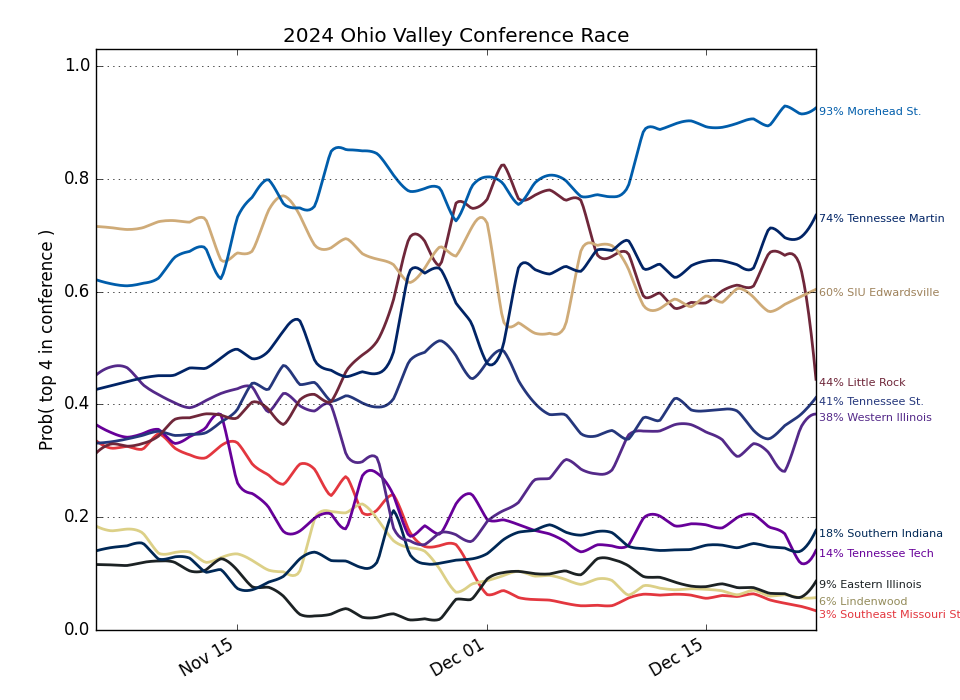 2024 Ohio Valley Conference Race
Prob( top 4 in conference )
1.0
0.8
0.6
0.4
0.2
0.0
Nov 15
Dec 01
Dec 15
93% Morehead St.
74% Tennessee Martin
60% SIU Edwardsville
44% Little Rock
41% Tennessee St.
38% Western Illinois
18% Southern Indiana
14% Tennessee Tech
9% Eastern Illinois
6% Lindenwood
3% Southeast Missouri St